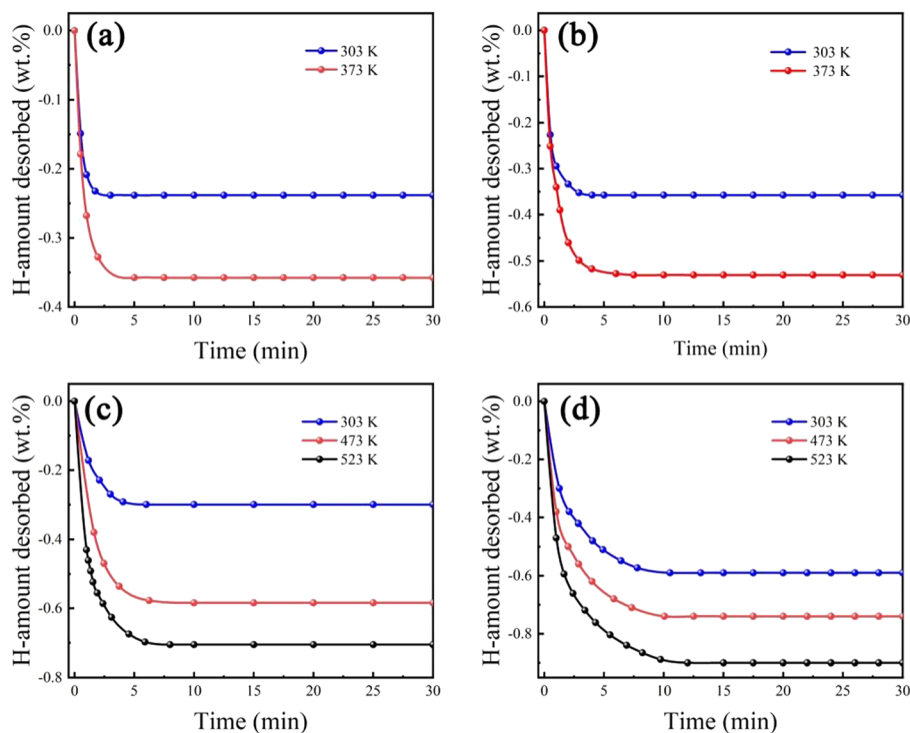 (a)
303 K
373 K
H-amount desorbed (wt.%)
0.0
-0.1
-0.2
-0.3
-0.4
0 5 10 15 20 25 30
Time (min)
(b)
303 K
373 K
H-amount desorbed (wt.%)
0.0
-0.1
-0.2
-0.3
-0.4
-0.5
-0.6
0 5 10 15 20 25 30
Time (min)
(c)
303 K
473 K
523 K
H-amount desorbed (wt.%)
0.0
-0.2
-0.4
-0.6
-0.8
0 5 10 15 20 25 30
Time (min)
(d)
303 K
473 K
523 K
H-amount desorbed (wt.%)
0.0
-0.2
-0.4
-0.6
-0.8
0 5 10 15 20 25 30
Time (min)